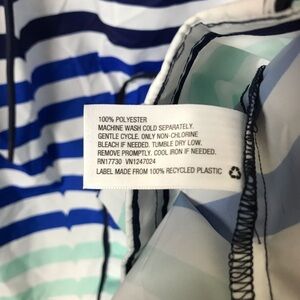 100% POLYESTER
MACHINE WASH COLD SEPARATELY.
GENTLE CYCLE. ONLY NON-CHLORINE
BLEACH IF NEEDED. TUMBLE DRY LOW.
REMOVE PROMPTLY. COOL IRON IF NEEDED.
RN17730 VN1247024
LABEL MADE FROM 100% RECYCLED PLASTIC